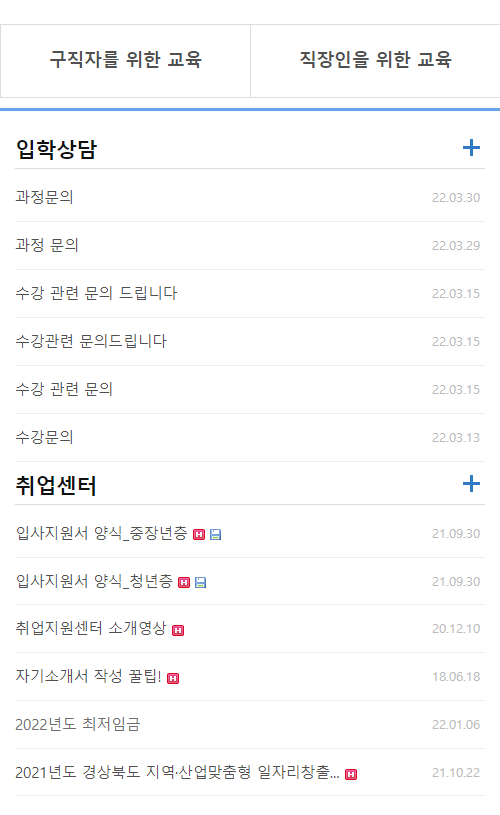 구직자를 위한 교육
직장인을 위한 교육
입학상담
과정문의 22.03.30
과정 문의 22.03.29
수강 관련 문의 드립니다 22.03.15
수강관련 문의드립니다 22.03.15
수강 관련 문의 22.03.15
수강문의 22.03.13
취업센터
입사지원서 양식_중장년층 H 21.09.30
입사지원서 양식_청년층 H 21.09.30
취업지원센터 소개영상 H 20.12.10
자기소개서 작성 꿀팁! H 18.06.18
2022년도 최저임금 22.01.06
2021년도 경상북도 지역·산업맞춤형 일자리창출... H 21.10.22